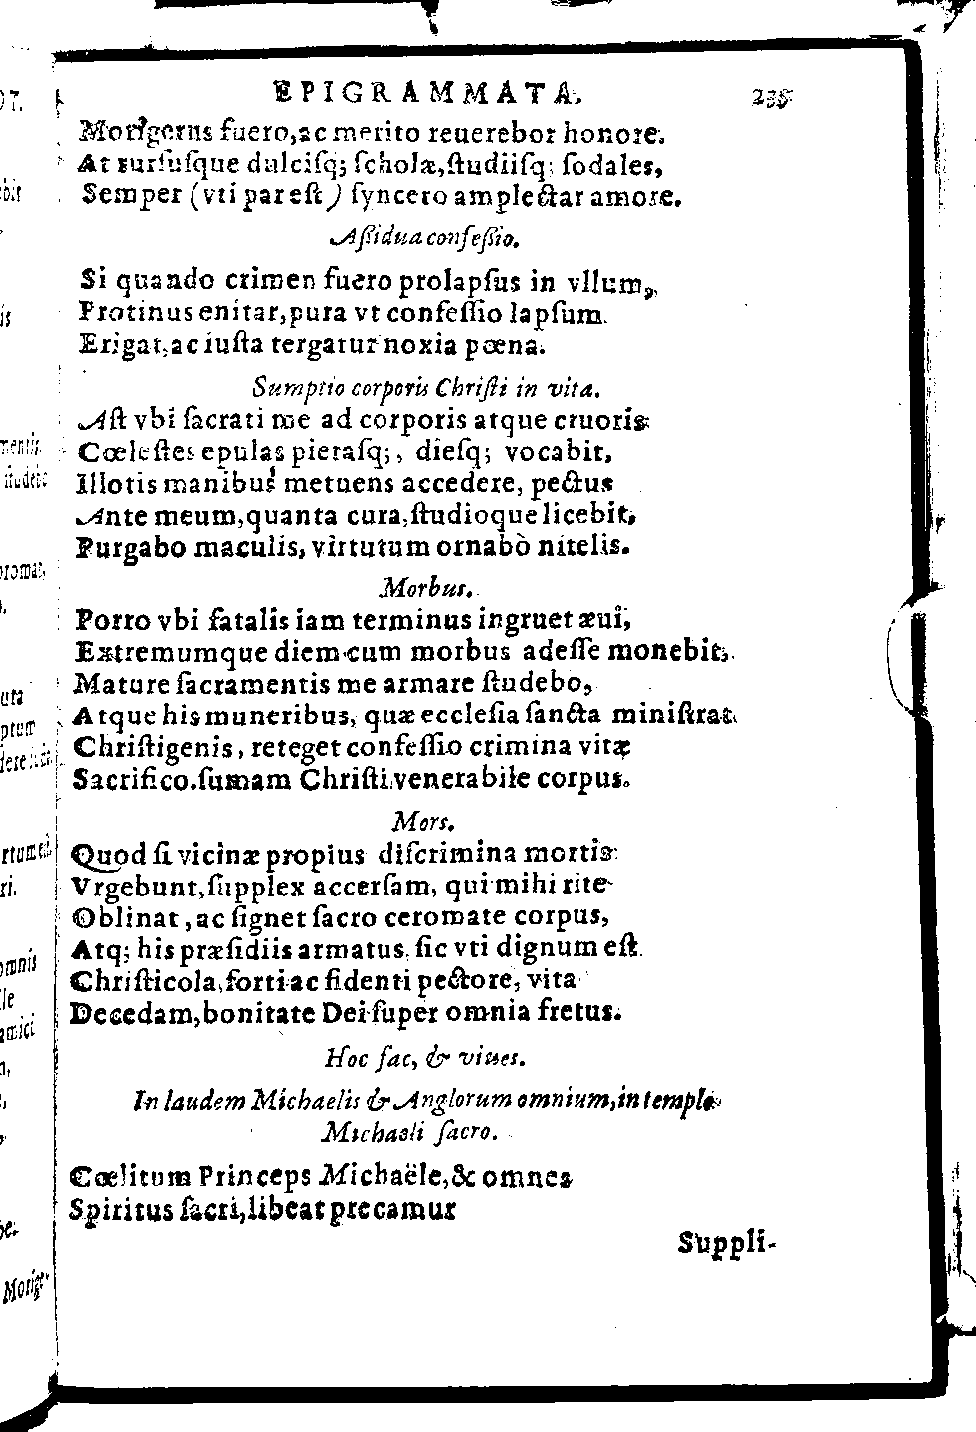 EPIGRAMMATA. 235
Morigerus fuero, ac merito reuerebor honore.
At rursusque dulcisq; scholæ, studiisq; sodales,
Semper (vti par est) syncero amplectar amore.
Aßidua confeßio.
Si quando crimen fuero prolapsus in vllum,
Protinus enitar, pura vt confessio lapsum
Erigat, ac iusta tergatur noxia pœna.
Sumptio corporis Christi in vita.
Ast vbi sacrati me ad corporis atque cruoris
Cœlestes epulas pietasq;, diesq; vocabit,
Illotis manibus metuens accedere, pectus
Ante meum, quanta cura, studioque licebit,
Purgabo maculis, virtutum ornabò nitelis.
Morbus.
Porro vbi fatalis iam terminus ingruet æui,
Extremumque diem cum morbus adesse monebit,
Mature sacramentis me armare studebo,
Atque his muneribus, quæ ecclesia sancta ministrat
Christigenis, reteget confessio crimina vitæ
Sacrifico. sumam Christi venerabile corpus.
Mors.
Quod si vicinæ propius discrimina mortis
Vrgebunt, supplex accersam, qui mihi rite
Oblinat, ac signet sacro ceromate corpus,
Atq; his præsidiis armatus, sic vti dignum est
Christicola, forti ac fidenti pectore, vita
Decedam, bonitate Dei super omnia fretus.
Hoc fac, & viues.
In laudem Michaelis & Anglorum omnium, in templo
Michaeli sacro.
Cœlitum Princeps Michaële, & omnes
Spiritus sacri, libeat precamur
Suppli-